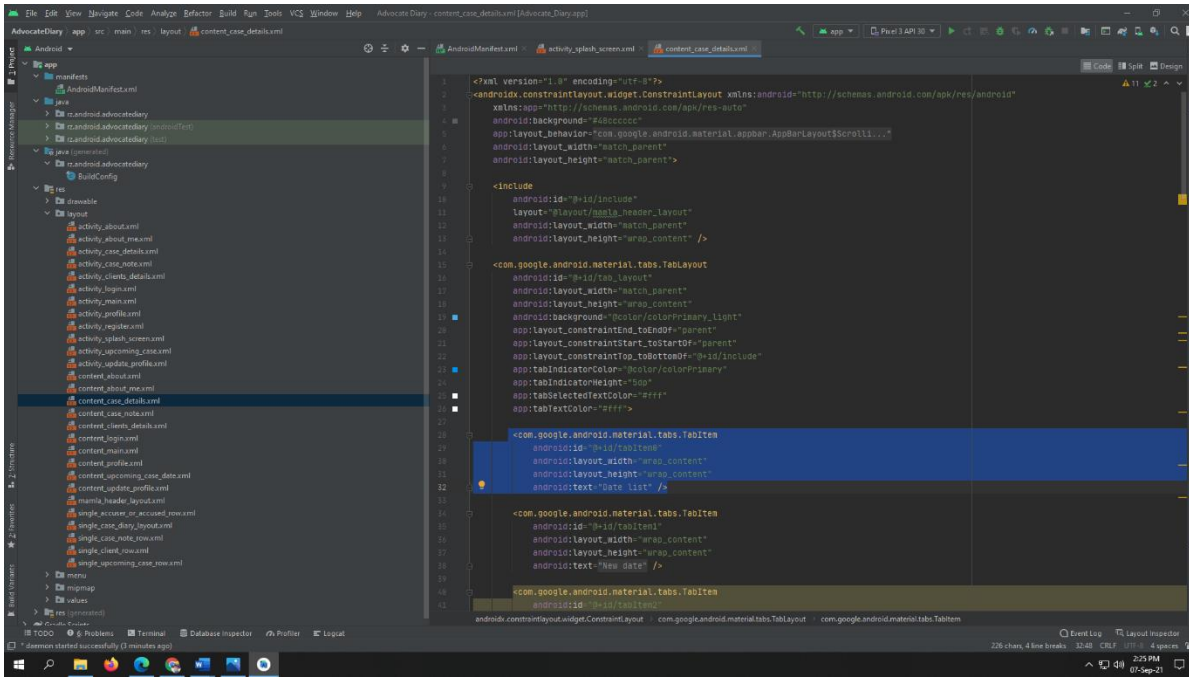 File Edit View Navigate Code Analyze Refactor Build Run Tools VCS Window Help Advocate Diary - content_case_details.xml [Advocate_Diary.app]
AdvocateDiary app src main res layout content_case_details.xml
app Pixel 3 API 30
Android
AndroidManifest.xml activity_splash_screen.xml content_case_details.xml
Code Split Design
11 2
1: Project
Resource Manager
Z: Structure
2: Favorites
Build Variants
app
manifests
AndroidManifest.xml
java
rz.android.advocatediary
rz.android.advocatediary (androidTest)
rz.android.advocatediary (test)
java (generated)
rz.android.advocatediary
BuildConfig
res
drawable
layout
activity_about.xml
activity_about_me.xml
activity_case_details.xml
activity_case_note.xml
activity_clients_details.xml
activity_login.xml
activity_main.xml
activity_profile.xml
activity_register.xml
activity_splash_screen.xml
activity_upcoming_case.xml
activity_update_profile.xml
content_about.xml
content_about_me.xml
content_case_details.xml
content_case_note.xml
content_clients_details.xml
content_login.xml
content_main.xml
content_profile.xml
content_upcoming_case_date.xml
content_update_profile.xml
mamla_header_layout.xml
single_accuser_or_accused_row.xml
single_case_diary_layout.xml
single_case_note_row.xml
single_client_row.xml
single_upcoming_case_row.xml
menu
mipmap
values
res (generated)
Gradle Scripts
1 <?xml version="1.0" encoding="utf-8"?>
2 <androidx.constraintlayout.widget.ConstraintLayout xmlns:android="http://schemas.android.com/apk/res/android"
3 xmlns:app="http://schemas.android.com/apk/res-auto"
4 android:background="#48cccccc"
5 app:layout_behavior="com.google.android.material.appbar.AppBarLayout$Scrolli..."
6 android:layout_width="match_parent"
7 android:layout_height="match_parent">
8
9 <include
10 android:id="@+id/include"
11 layout="@layout/mamla_header_layout"
12 android:layout_width="match_parent"
13 android:layout_height="wrap_content" />
14
15 <com.google.android.material.tabs.TabLayout
16 android:id="@+id/tab_layout"
17 android:layout_width="match_parent"
18 android:layout_height="wrap_content"
19 android:background="@color/colorPrimary_light"
20 app:layout_constraintEnd_toEndOf="parent"
21 app:layout_constraintStart_toStartOf="parent"
22 app:layout_constraintTop_toBottomOf="@+id/include"
23 app:tabIndicatorColor="@color/colorPrimary"
24 app:tabIndicatorHeight="5dp"
25 app:tabSelectedTextColor="#fff"
26 app:tabTextColor="#fff">
27
28 <com.google.android.material.tabs.TabItem
29 android:id="@+id/tabItem0"
30 android:layout_width="wrap_content"
31 android:layout_height="wrap_content"
32 android:text="Date list" />
33
34 <com.google.android.material.tabs.TabItem
35 android:id="@+id/tabItem1"
36 android:layout_width="wrap_content"
37 android:layout_height="wrap_content"
38 android:text="New date" />
39
40 <com.google.android.material.tabs.TabItem
41 android:id="@+id/tabItem2"
androidx.constraintlayout.widget.ConstraintLayout com.google.android.material.tabs.TabLayout com.google.android.material.tabs.TabItem
TODO 6: Problems Terminal Database Inspector Profiler Logcat Event Log Layout Inspector
* daemon started successfully (3 minutes ago) 226 chars, 4 line breaks 32:48 CRLF UTF-8 4 spaces
2:25 PM
07-Sep-21